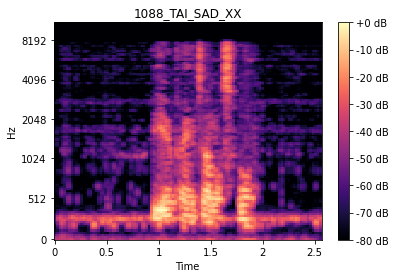 1088_TAI_SAD_XX
Hz
8192
4096
2048
1024
512
0
0
0.5
1
1.5
2
2.5
Time
+0 dB
-10 dB
-20 dB
-30 dB
-40 dB
-50 dB
-60 dB
-70 dB
-80 dB